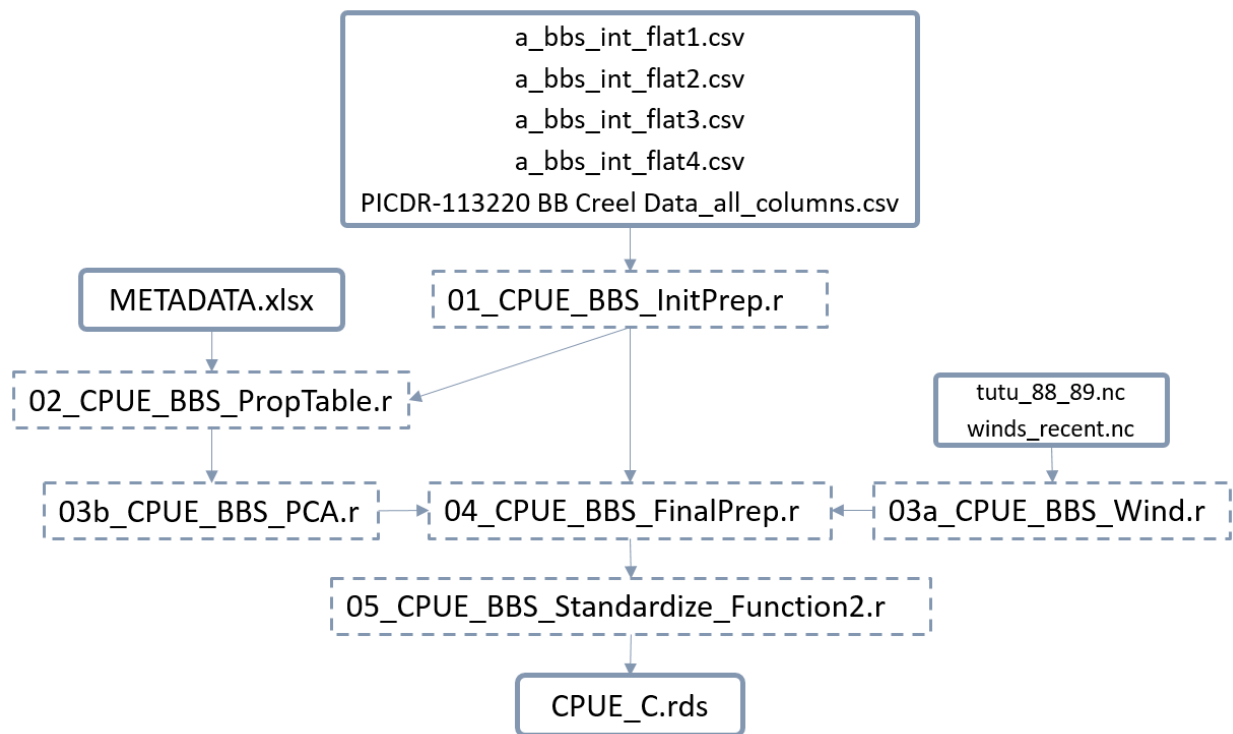 a_bbs_int_flat1.csv
a_bbs_int_flat2.csv
a_bbs_int_flat3.csv
a_bbs_int_flat4.csv
PICDR-113220 BB Creel Data_all_columns.csv
METADATA.xlsx
01_CPUE_BBS_InitPrep.r
02_CPUE_BBS_PropTable.r
tutu_88_89.nc
winds_recent.nc
03b_CPUE_BBS_PCA.r
04_CPUE_BBS_FinalPrep.r
03a_CPUE_BBS_Wind.r
05_CPUE_BBS_Standardize_Function2.r
CPUE_C.rds